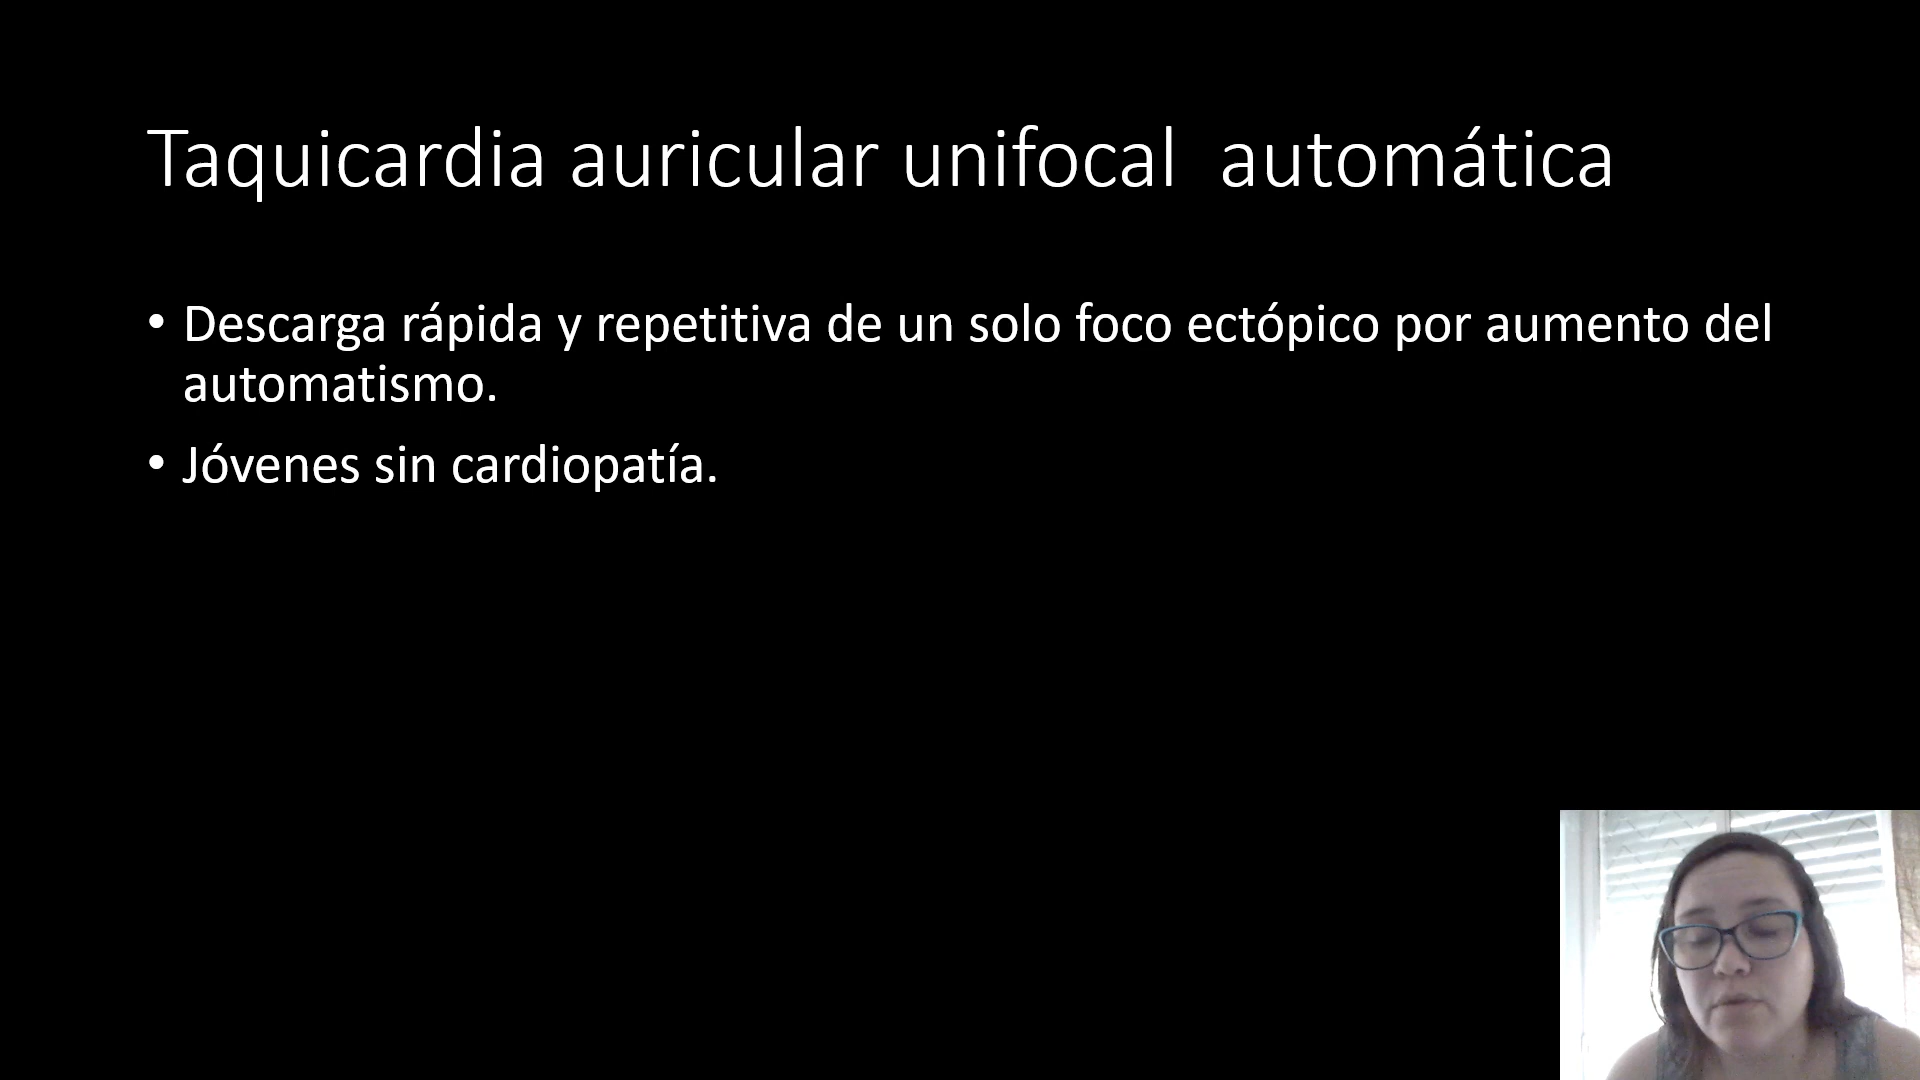 Taquicardia auricular unifocal  automática
• Descarga rápida y repetitiva de un solo foco ectópico por aumento del
automatismo.
• Jóvenes sin cardiopatía.